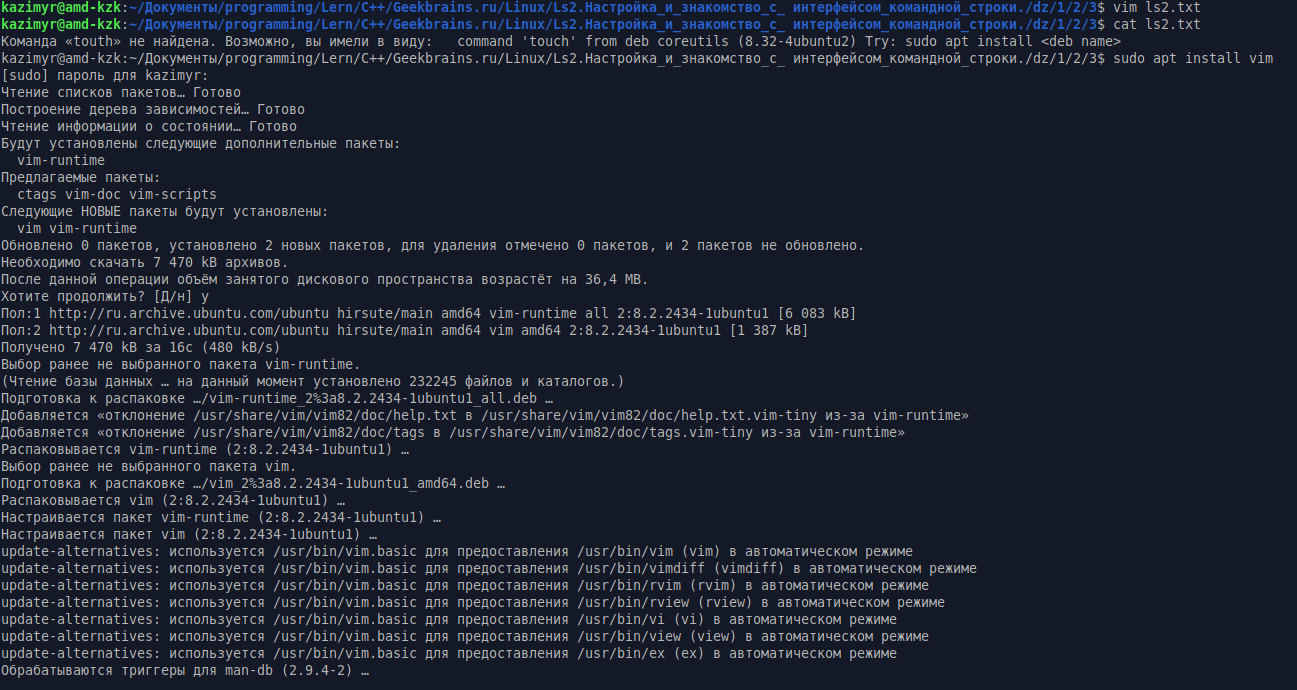 kazimyr@amd-kzk:~/Документы/programming/Lern/C++/Geekbrains.ru/Linux/Ls2.Настройка_и_знакомство_с_ интерфейсом_командной_строки./dz/1/2/3$ vim ls2.txt
kazimyr@amd-kzk:~/Документы/programming/Lern/C++/Geekbrains.ru/Linux/Ls2.Настройка_и_знакомство_с_ интерфейсом_командной_строки./dz/1/2/3$ cat ls2.txt
Команда «touth» не найдена. Возможно, вы имели в виду:   command 'touch' from deb coreutils (8.32-4ubuntu2) Try: sudo apt install <deb name>
kazimyr@amd-kzk:~/Документы/programming/Lern/C++/Geekbrains.ru/Linux/Ls2.Настройка_и_знакомство_с_ интерфейсом_командной_строки./dz/1/2/3$ sudo apt install vim
[sudo] пароль для kazimyr:
Чтение списков пакетов… Готово
Построение дерева зависимостей… Готово
Чтение информации о состоянии… Готово
Будут установлены следующие дополнительные пакеты:
  vim-runtime
Предлагаемые пакеты:
  ctags vim-doc vim-scripts
Следующие НОВЫЕ пакеты будут установлены:
  vim vim-runtime
Обновлено 0 пакетов, установлено 2 новых пакетов, для удаления отмечено 0 пакетов, и 2 пакетов не обновлено.
Необходимо скачать 7 470 kB архивов.
После данной операции объём занятого дискового пространства возрастёт на 36,4 MB.
Хотите продолжить? [Д/н] y
Пол:1 http://ru.archive.ubuntu.com/ubuntu hirsute/main amd64 vim-runtime all 2:8.2.2434-1ubuntu1 [6 083 kB]
Пол:2 http://ru.archive.ubuntu.com/ubuntu hirsute/main amd64 vim amd64 2:8.2.2434-1ubuntu1 [1 387 kB]
Получено 7 470 kB за 16с (480 kB/s)
Выбор ранее не выбранного пакета vim-runtime.
(Чтение базы данных … на данный момент установлено 232245 файлов и каталогов.)
Подготовка к распаковке …/vim-runtime_2%3a8.2.2434-1ubuntu1_all.deb …
Добавляется «отклонение /usr/share/vim/vim82/doc/help.txt в /usr/share/vim/vim82/doc/help.txt.vim-tiny из-за vim-runtime»
Добавляется «отклонение /usr/share/vim/vim82/doc/tags в /usr/share/vim/vim82/doc/tags.vim-tiny из-за vim-runtime»
Распаковывается vim-runtime (2:8.2.2434-1ubuntu1) …
Выбор ранее не выбранного пакета vim.
Подготовка к распаковке …/vim_2%3a8.2.2434-1ubuntu1_amd64.deb …
Распаковывается vim (2:8.2.2434-1ubuntu1) …
Настраивается пакет vim-runtime (2:8.2.2434-1ubuntu1) …
Настраивается пакет vim (2:8.2.2434-1ubuntu1) …
update-alternatives: используется /usr/bin/vim.basic для предоставления /usr/bin/vim (vim) в автоматическом режиме
update-alternatives: используется /usr/bin/vim.basic для предоставления /usr/bin/vimdiff (vimdiff) в автоматическом режиме
update-alternatives: используется /usr/bin/vim.basic для предоставления /usr/bin/rvim (rvim) в автоматическом режиме
update-alternatives: используется /usr/bin/vim.basic для предоставления /usr/bin/rview (rview) в автоматическом режиме
update-alternatives: используется /usr/bin/vim.basic для предоставления /usr/bin/vi (vi) в автоматическом режиме
update-alternatives: используется /usr/bin/vim.basic для предоставления /usr/bin/view (view) в автоматическом режиме
update-alternatives: используется /usr/bin/vim.basic для предоставления /usr/bin/ex (ex) в автоматическом режиме
Обрабатываются триггеры для man-db (2.9.4-2) …